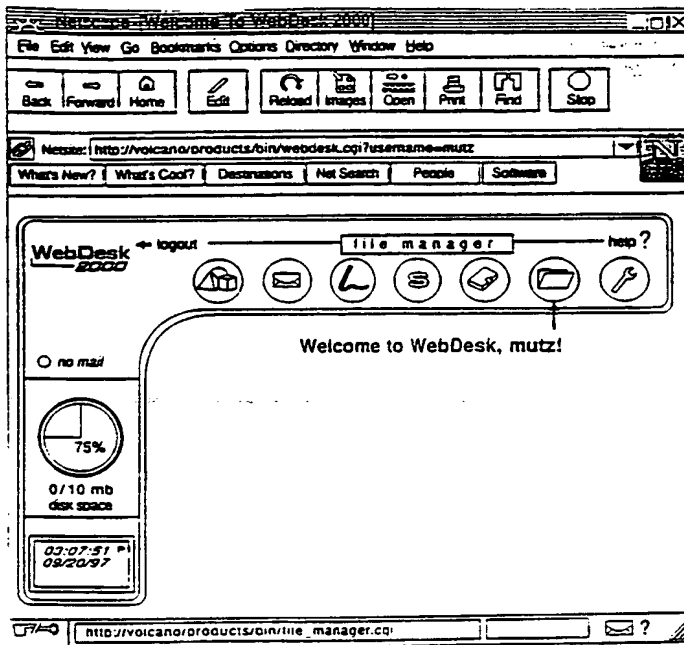 Netscape - [Welcome To WebDesk 2000]
File Edit View Go Bookmarks Options Directory Window Help
Back Forward Home Edit Reload Images Open Print Find Stop
Netsite: http://volcano/products/bin/webdesk.cgi?username=mutz
What's New? What's Cool? Destinations Net Search People Software
WebDesk 2000
logout
file manager
help ?
Welcome to WebDesk, mutz!
no mail
75%
0/10 mb
disk space
03:07:51
09/20/97
http://volcano/products/bin/file_manager.cgi
?